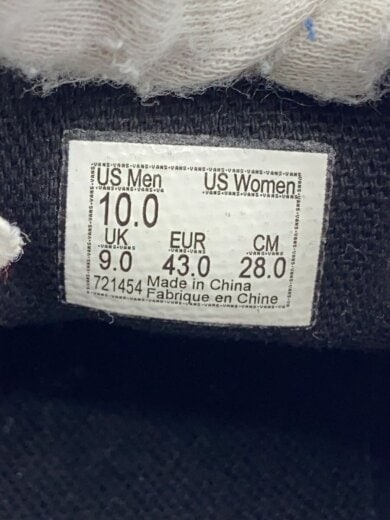 US Men US Women
10.0
UK EUR CM
9.0 43.0 28.0
721454 Made in China
Fabrique en Chine